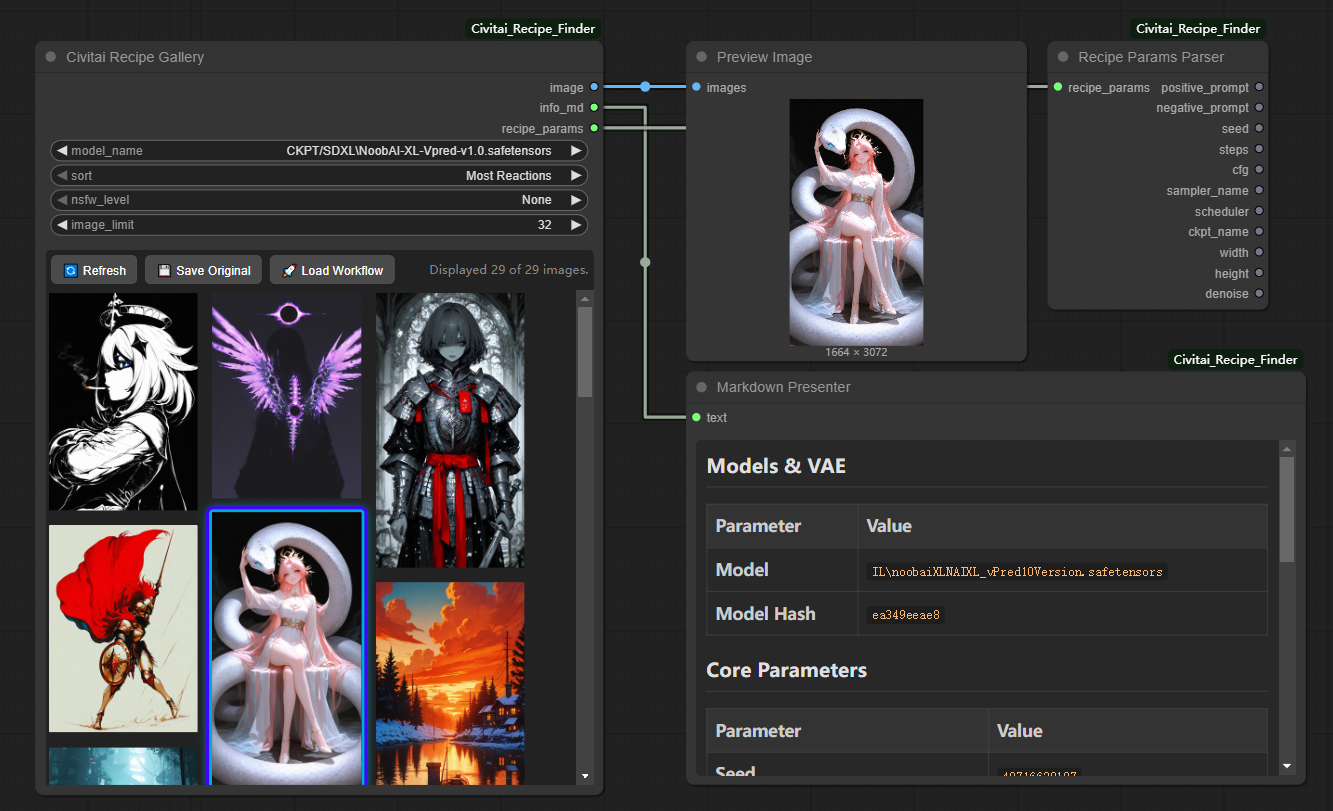 Civitai_Recipe_Finder
Civitai Recipe Gallery
image
info_md
recipe_params
model_name CKPT/SDXL\NoobAI-XL-Vpred-v1.0.safetensors
sort Most Reactions
nsfw_level None
image_limit 32
Refresh Save Original Load Workflow Displayed 29 of 29 images.
Preview Image
images
1664 × 3072
Civitai_Recipe_Finder
Recipe Params Parser
recipe_params positive_prompt
negative_prompt
seed
steps
cfg
sampler_name
scheduler
ckpt_name
width
height
denoise
Civitai_Recipe_Finder
Markdown Presenter
text
Models & VAE
Parameter Value
Model IL\noobaiXLNAIXL_vPred10Version.safetensors
Model Hash ea349eeae8
Core Parameters
Parameter Value
Seed